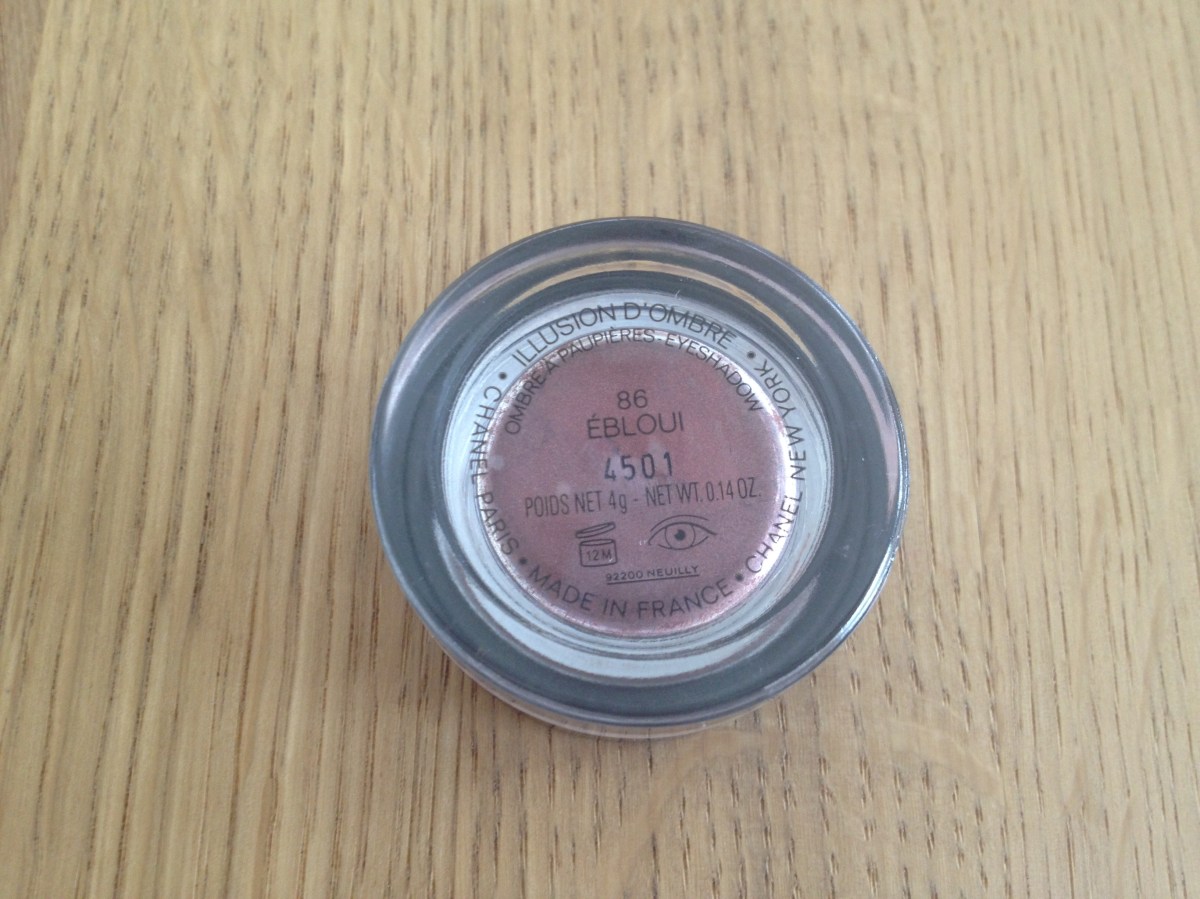 ILLUSION D'OMBRE
OMBRE À PAUPIÈRES - EYESHADOW
86
ÉBLOUI
4501
POIDS NET 4g - NET WT. 0.14 OZ.
12M
92200 NEUILLY
CHANEL PARIS • MADE IN FRANCE • CHANEL NEW YORK •